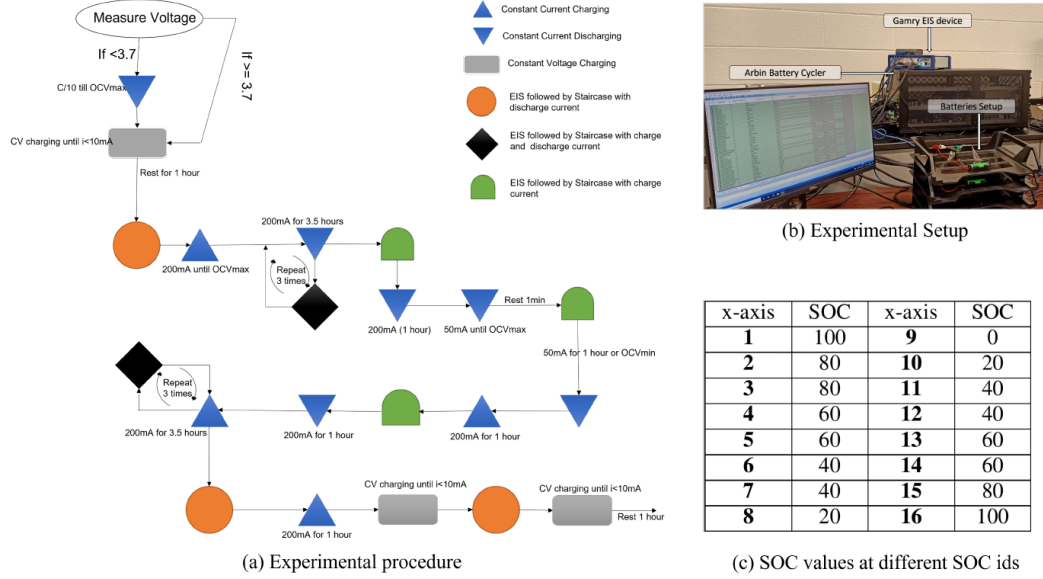 Measure Voltage
If <3.7
If >= 3.7
C/10 till OCVmax
CV charging until i<10mA
Rest for 1 hour
Constant Current Charging
Constant Current Discharging
Constant Voltage Charging
EIS followed by Staircase with
discharge current
EIS followed by Staircase with charge
and discharge current
EIS followed by Staircase with charge
current
200mA for 3.5 hours
200mA until OCVmax
Repeat
3 times
200mA (1 hour)
50mA until OCVmax
Rest 1min
50mA for 1 hour or OCVmin
Repeat
3 times
200mA for 3.5 hours
200mA for 1 hour
200mA for 1 hour
CV charging until i<10mA
CV charging until i<10mA
200mA for 1 hour
Rest 1 hour
(a) Experimental procedure
Gamry EIS device
Arbin Battery Cycler
Batteries Setup
(b) Experimental Setup
x-axis SOC x-axis SOC
1 100 9 0
2 80 10 20
3 80 11 40
4 60 12 40
5 60 13 60
6 40 14 60
7 40 15 80
8 20 16 100
(c) SOC values at different SOC ids